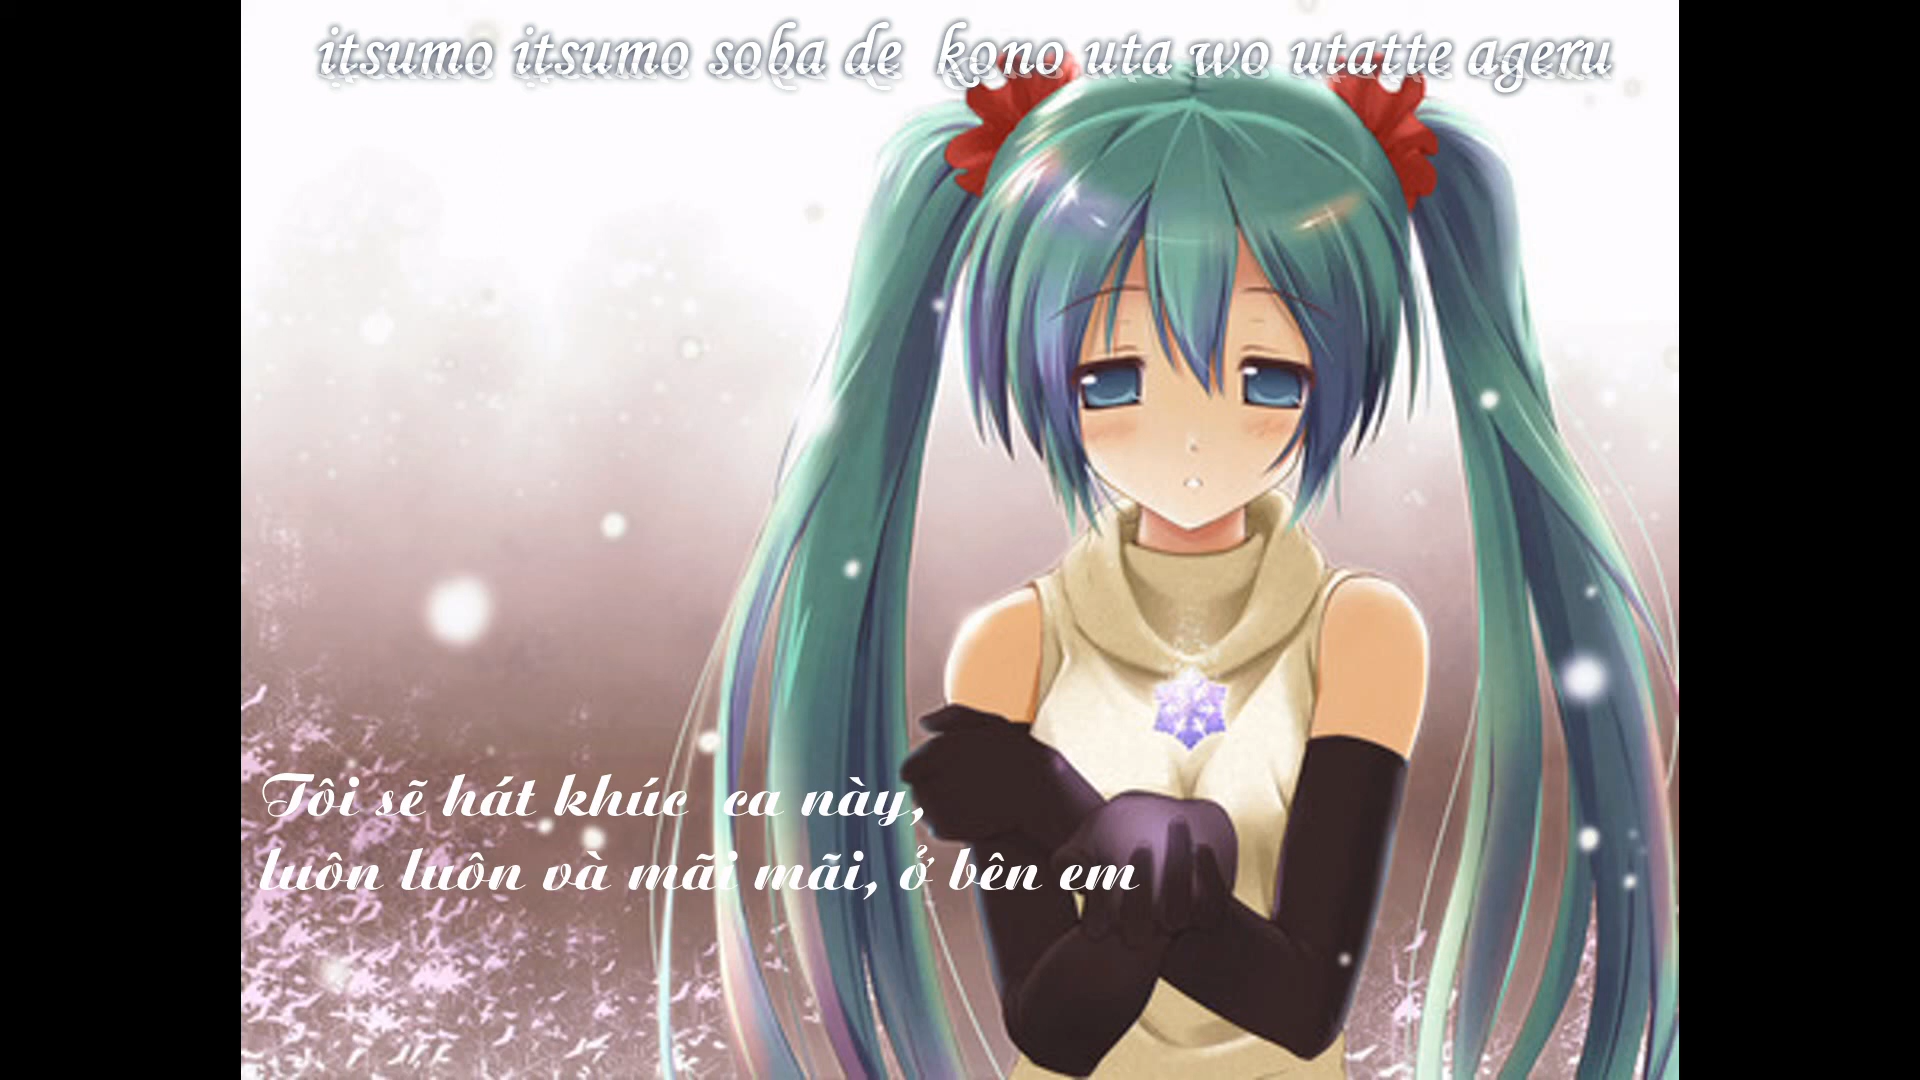 itsumo itsumo soba de kono uta wo utatte ageru
Tôi sẽ hát khúc ca này,
luôn luôn và mãi mãi, ở bên em